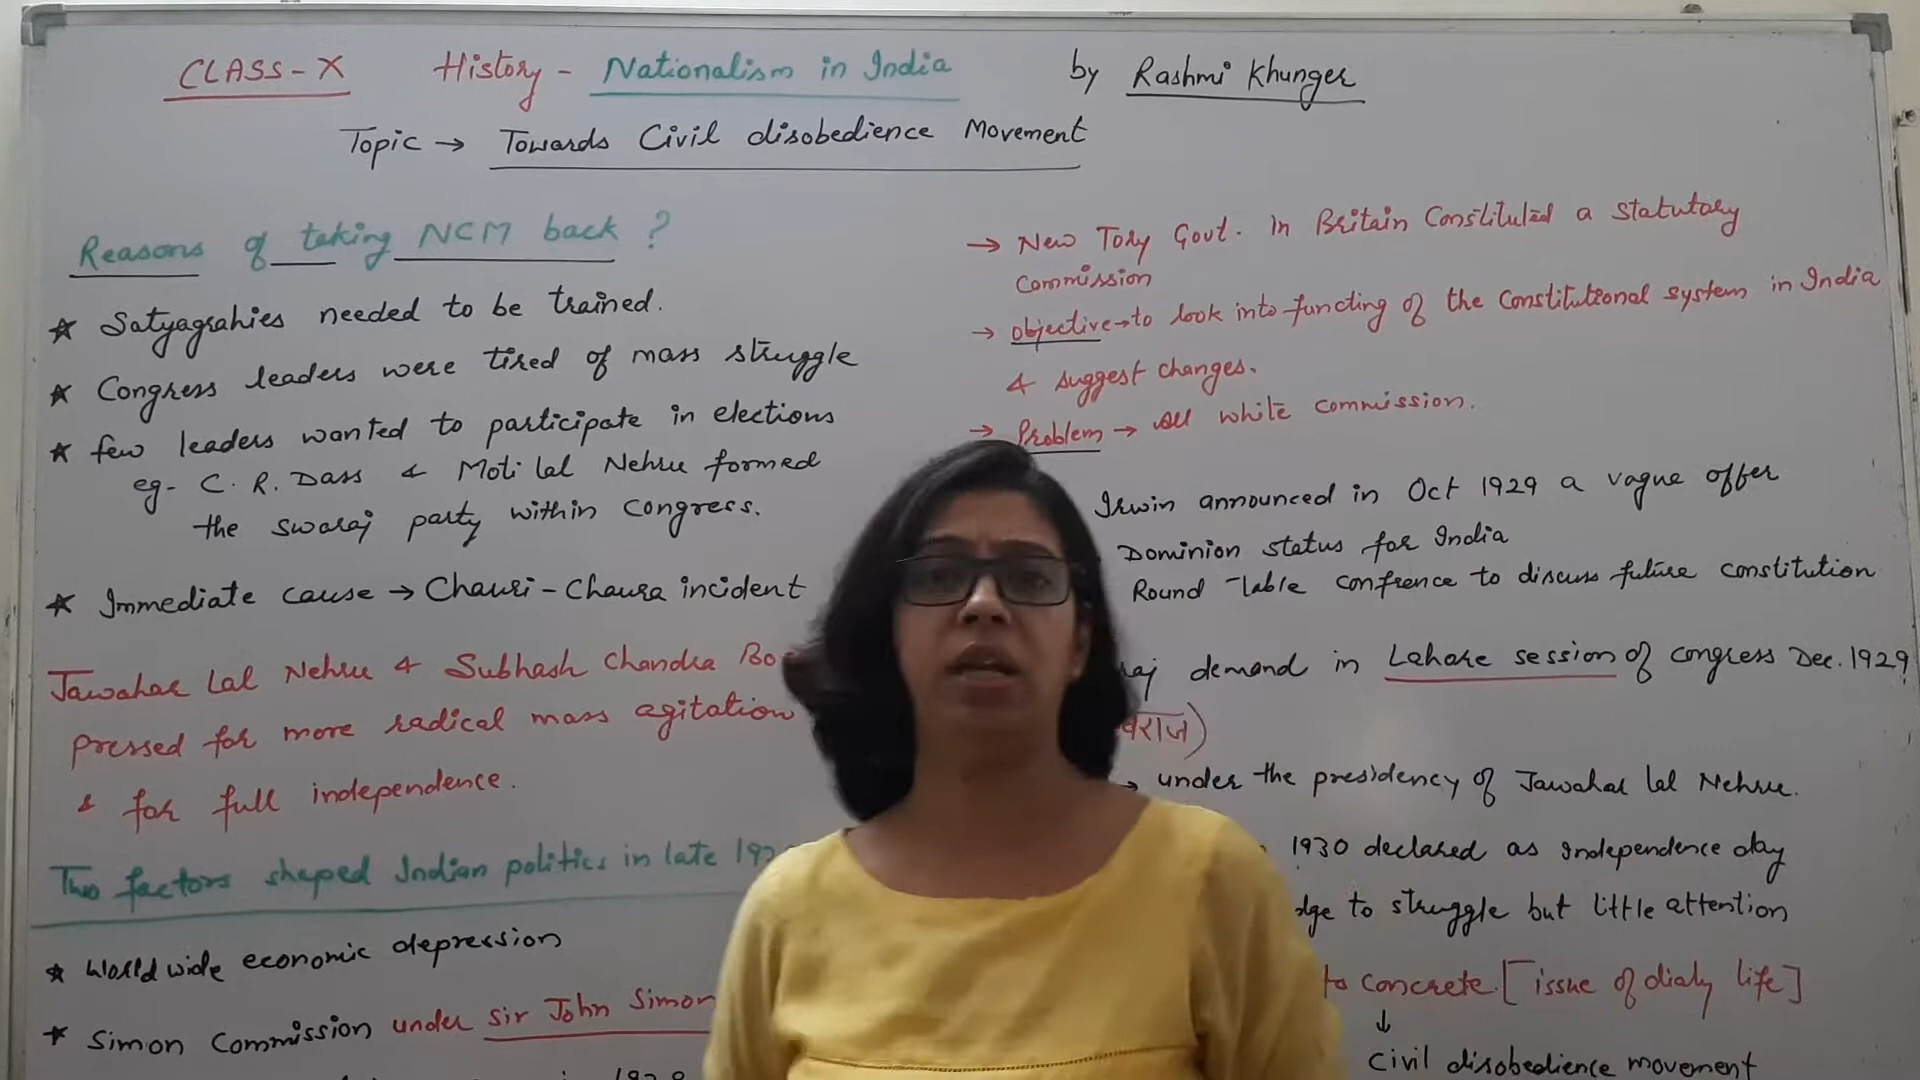 CLASS-X History - Nationalism in India by Rashmi Khunger
Topic → Towards Civil disobedience Movement
Reasons of taking NCM back ?
★ Satyagrahies needed to be trained.
★ Congress leaders were tired of mass struggle
★ few leaders wanted to participate in elections
eg- C. R. Dass & Moti lal Nehru formed
the swaraj party within congress.
★ Immediate cause → Chauri-Chaura incident
Jawahar Lal Nehru & Subhash Chandra
pressed for more radical mass agitation
& for full independence.
Two factors shaped Indian politics in late
★ World wide economic depression
★ Simon Commission under Sir John Simon
1928
→ New Tory Govt. in Britain Constituted a statutory
Commission
→ objective → to look into functing of the Constitutional system in India
& suggest changes.
→ Problem → all white commission.
Irwin announced in Oct 1929 a vague offer
Dominion status for India
Round Table confrence to discuss future constitution
demand in Lahore session of congress Dec. 1929
→ under the presidency of Jawahar lal Nehru.
1930 declared as Independence day
to struggle but little attention
to concrete [issue of dialy life]
↓
Civil disobedience movement